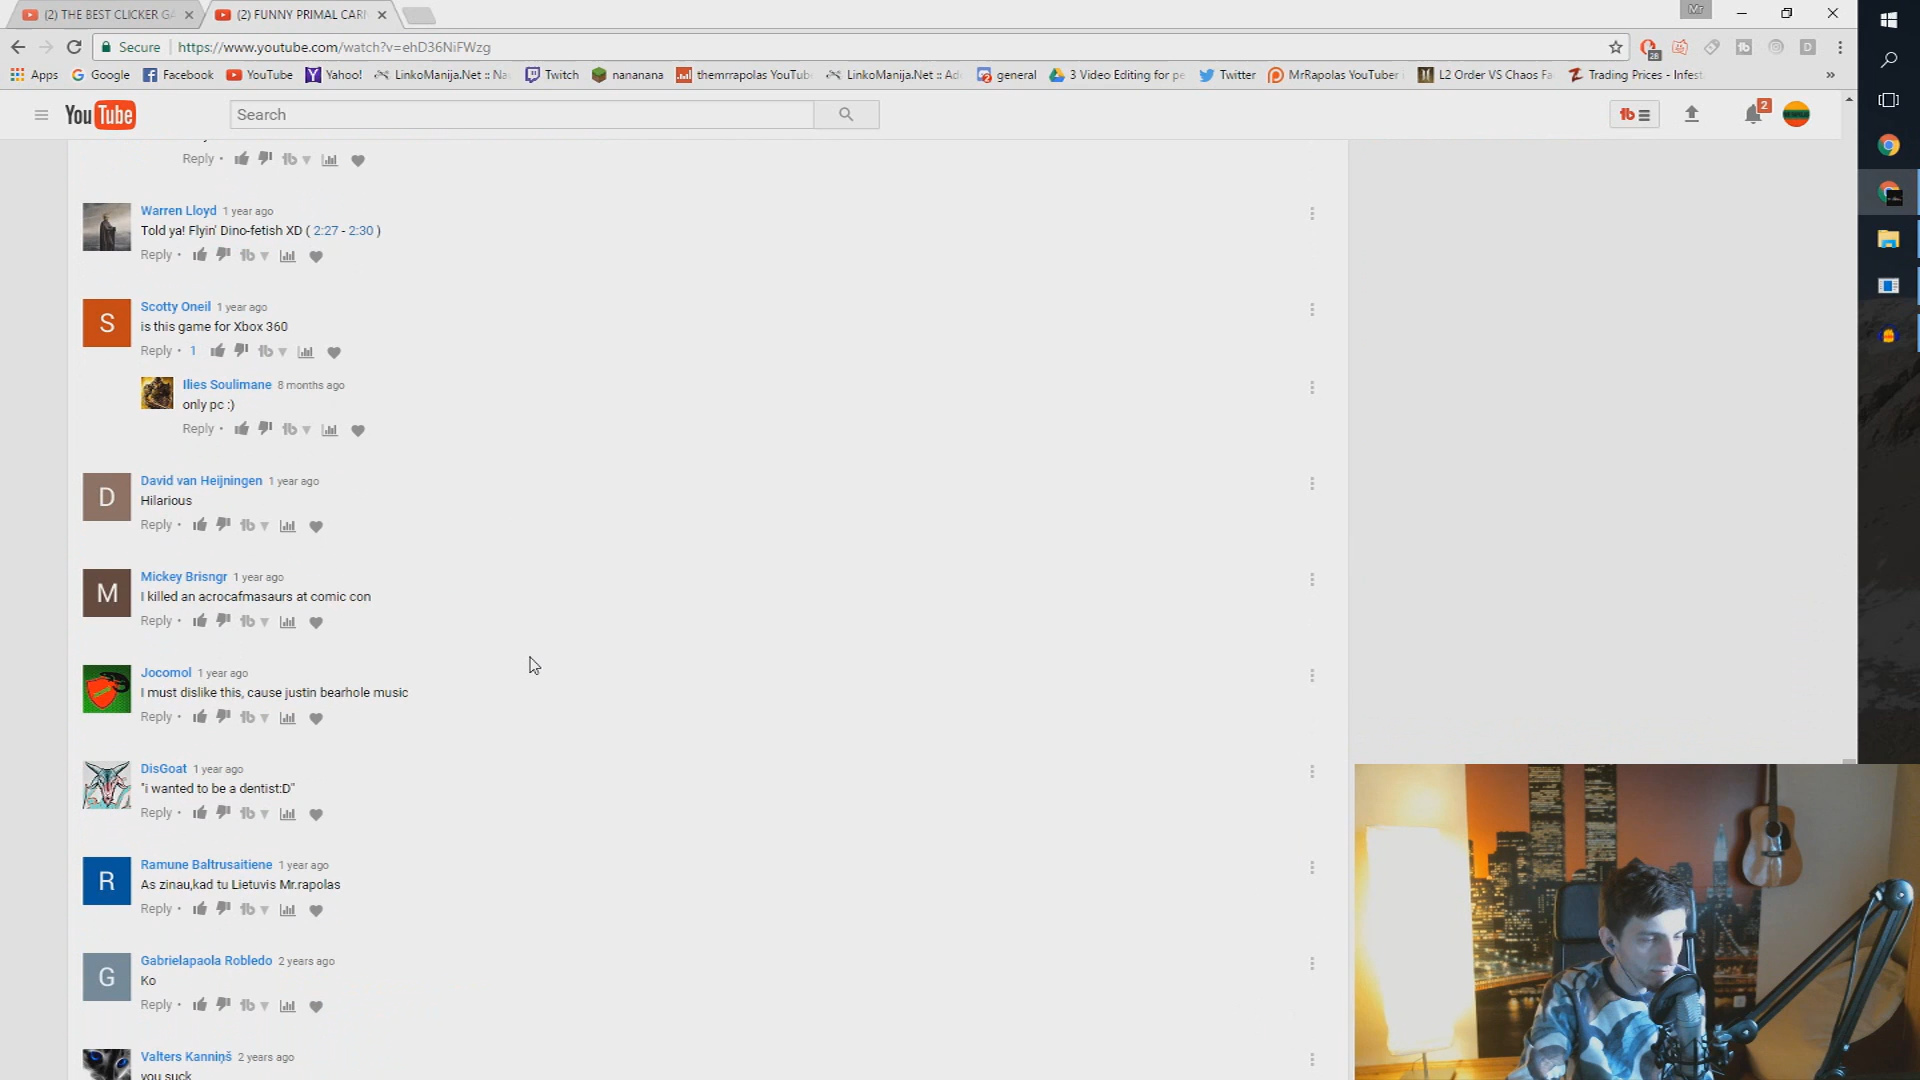 (2) THE BEST CLICKER GA
(2) FUNNY PRIMAL CARN
Mr
Secure
https://www.youtube.com/watch?v=ehD36NiFWzg
28
Apps
Google
Facebook
YouTube
Yahoo!
LinkoManija.Net :: Na
Twitch
nananana
themrrapolas YouTub
LinkoManija.Net :: Ad
general
3 Video Editing for pe
Twitter
MrRapolas YouTuber
L2 Order VS Chaos Fa
Trading Prices - Infest
»
YouTube
Search
2
Reply
Warren Lloyd 1 year ago
Told ya! Flyin' Dino-fetish XD ( 2:27 - 2:30 )
Reply
S
Scotty Oneil 1 year ago
is this game for Xbox 360
Reply 1
Ilies Soulimane 8 months ago
only pc :)
Reply
D
David van Heijningen 1 year ago
Hilarious
Reply
M
Mickey Brisngr 1 year ago
I killed an acrocafmasaurs at comic con
Reply
Jocomol 1 year ago
I must dislike this, cause justin bearhole music
Reply
DisGoat 1 year ago
"i wanted to be a dentist:D"
Reply
R
Ramune Baltrusaitiene 1 year ago
As zinau,kad tu Lietuvis Mr.rapolas
Reply
G
Gabrielapaola Robledo 2 years ago
Ko
Reply
Valters Kanniņš 2 years ago
you suck